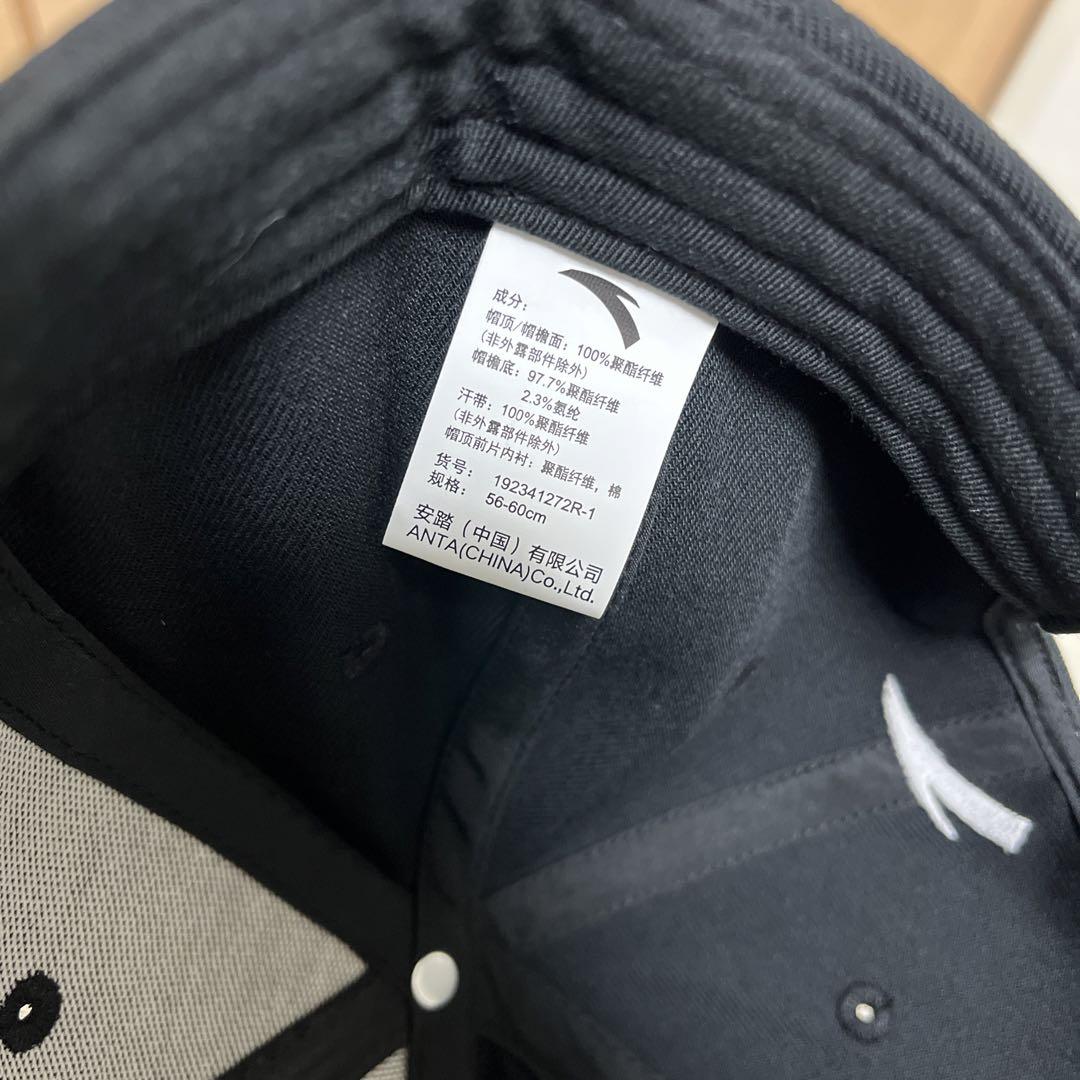 成分：
帽顶/帽檐面：100%聚酯纤维
(非外露部件除外)
帽檐底：97.7%聚酯纤维
2.3%氨纶
汗带：100%聚酯纤维
(非外露部件除外)
帽顶前片内衬：聚酯纤维，棉
货号：192341272R-1
规格：56-60cm
安踏（中国）有限公司
ANTA(CHINA)Co.,Ltd.